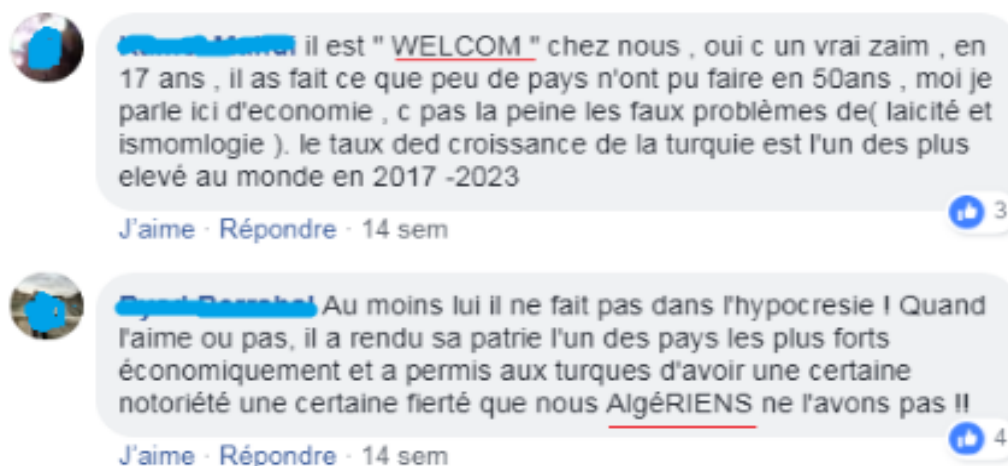 il est " WELCOM " chez nous , oui c un vrai zaim , en
17 ans , il as fait ce que peu de pays n'ont pu faire en 50ans , moi je
parle ici d'economie , c pas la peine les faux problèmes de( laicité et
ismomlogie ). le taux ded croissance de la turquie est l'un des plus
elevé au monde en 2017 -2023
3
J'aime · Répondre · 14 sem
Au moins lui il ne fait pas dans l'hypocresie ! Quand
l'aime ou pas, il a rendu sa patrie l'un des pays les plus forts
économiquement et a permis aux turques d'avoir une certaine
notoriété une certaine fierté que nous AlgéRIENS ne l'avons pas !!
4
J'aime · Répondre · 14 sem